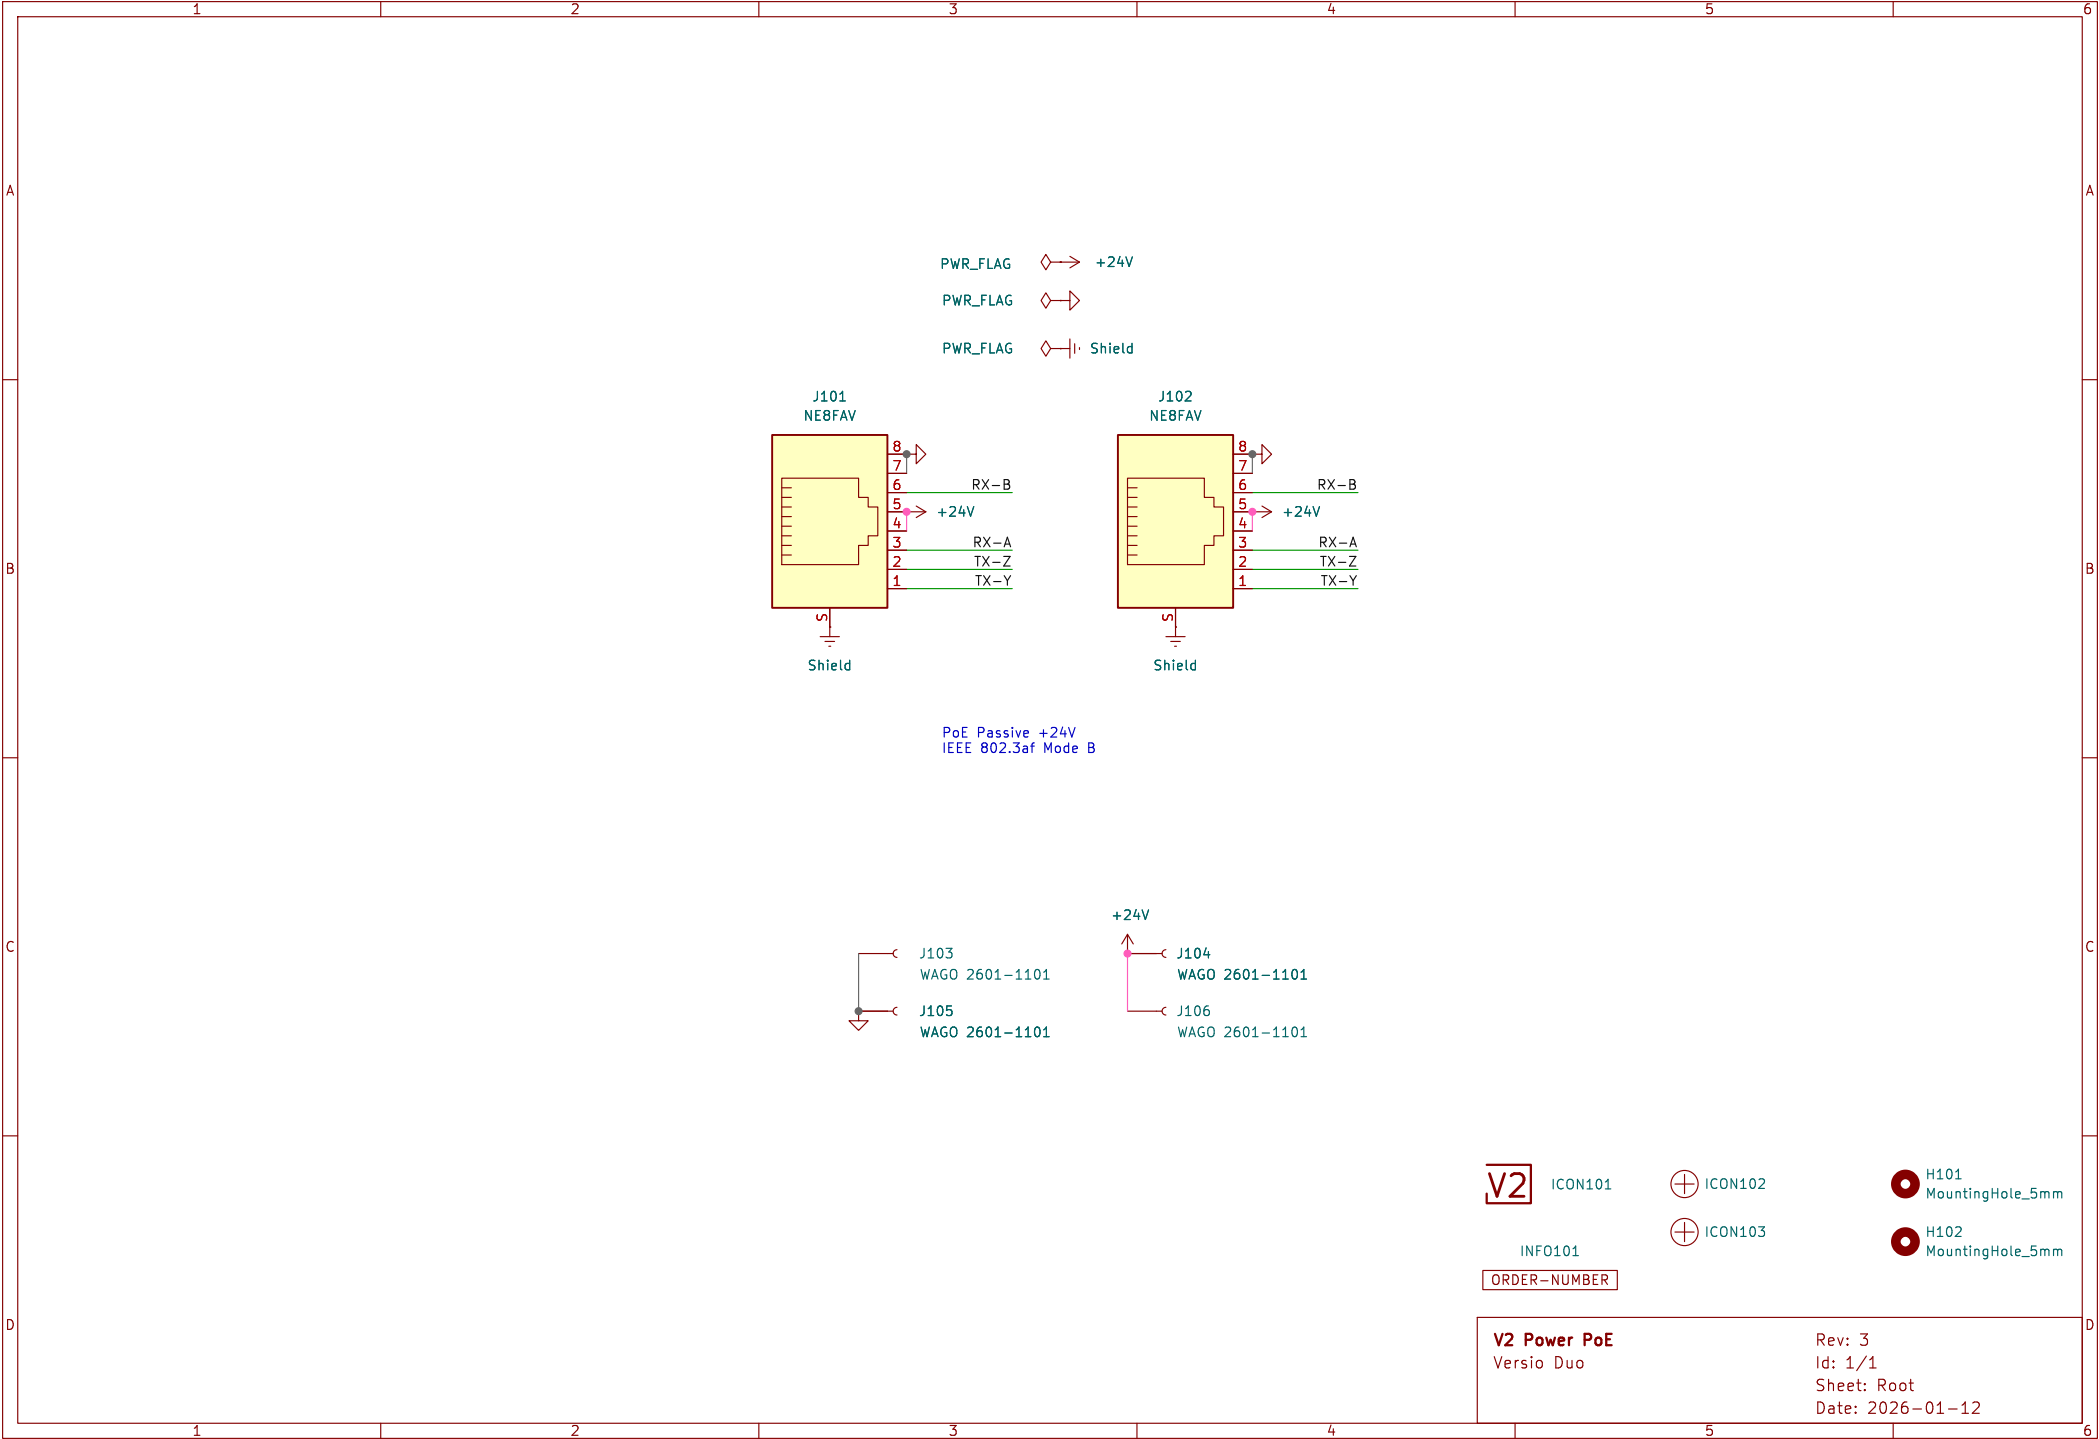 1 2 3 4 5 6
A A
PWR_FLAG +24V
PWR_FLAG
PWR_FLAG Shield
J101
NE8FAV
8
7
6 RX-B
5 +24V
4
3 RX-A
2 TX-Z
1 TX-Y
S
Shield
J102
NE8FAV
8
7
6 RX-B
5 +24V
4
3 RX-A
2 TX-Z
1 TX-Y
S
Shield
B B
PoE Passive +24V
IEEE 802.3af Mode B
C C
J103
WAGO 2601-1101
J105
WAGO 2601-1101
+24V
J104
WAGO 2601-1101
J106
WAGO 2601-1101
V2 ICON101
ICON102
ICON103
H101
MountingHole_5mm
H102
MountingHole_5mm
INFO101
ORDER-NUMBER
D D
V2 Power PoE
Versio Duo
Rev: 3
Id: 1/1
Sheet: Root
Date: 2026-01-12
1 2 3 4 5 6